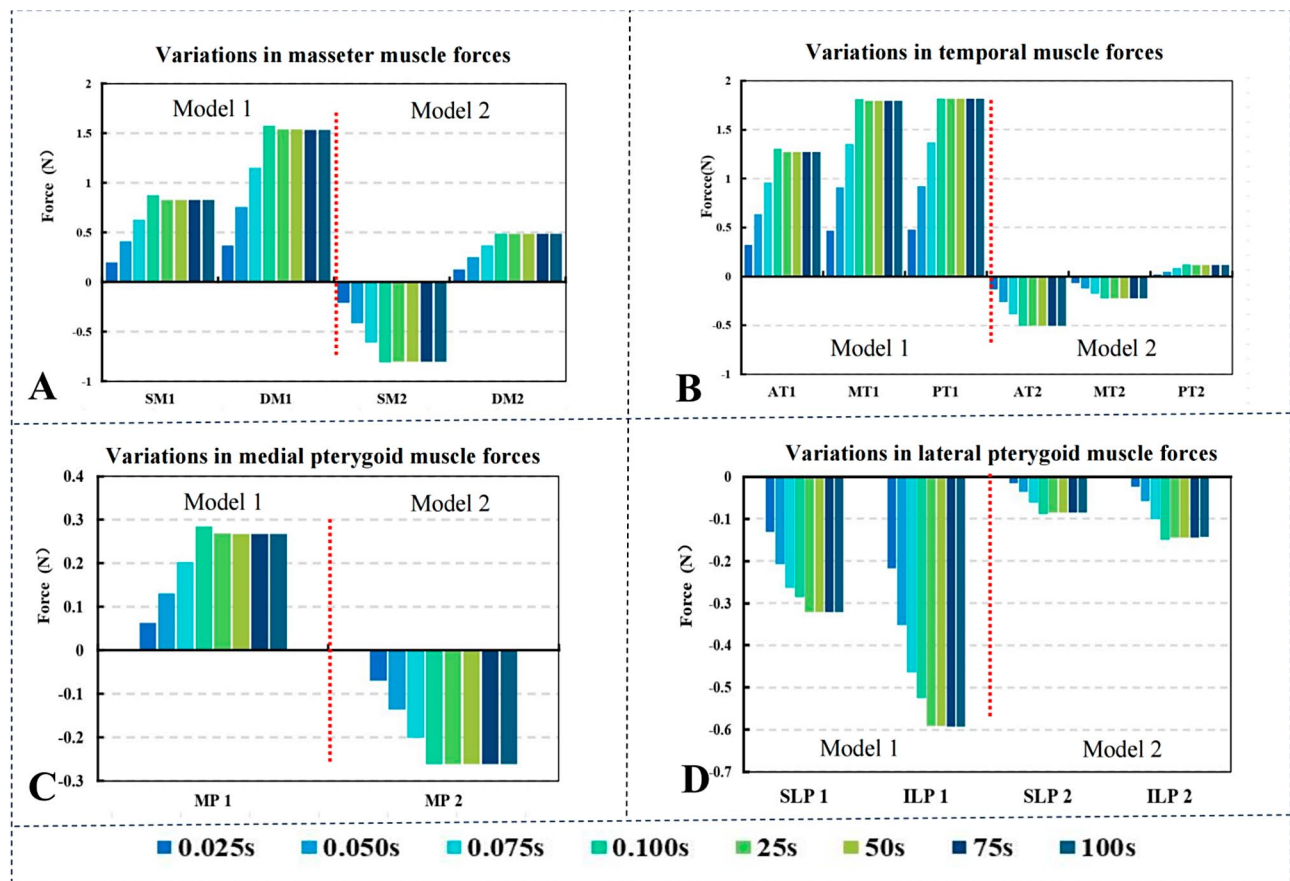 Variations in masseter muscle forces
Model 1
Model 2
Force (N)
2
1.5
1
0.5
0
-0.5
-1
SM1 DM1 SM2 DM2
A
Variations in temporal muscle forces
Forcce(N)
2
1.5
1
0.5
0
-0.5
-1
Model 1 Model 2
AT1 MT1 PT1 AT2 MT2 PT2
B
Variations in medial pterygoid muscle forces
Model 1 Model 2
Force (N)
0.4
0.3
0.2
0.1
0
-0.1
-0.2
-0.3
MP 1 MP 2
C
Variations in lateral pterygoid muscle forces
Force (N)
0
-0.1
-0.2
-0.3
-0.4
-0.5
-0.6
-0.7
Model 1 Model 2
SLP 1 ILP 1 SLP 2 ILP 2
D
0.025s 0.050s 0.075s 0.100s 25s 50s 75s 100s